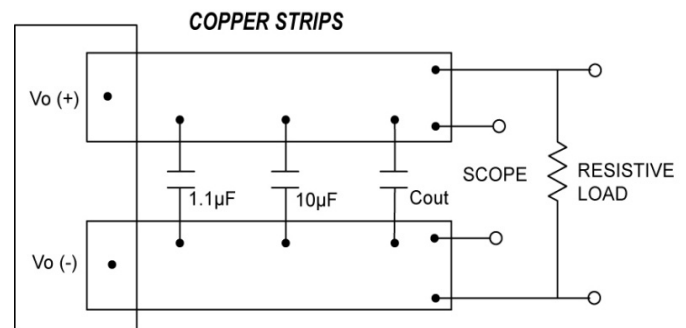 COPPER STRIPS
Vo (+)
1.1µF
10µF
Cout
SCOPE
RESISTIVE
LOAD
Vo (-)